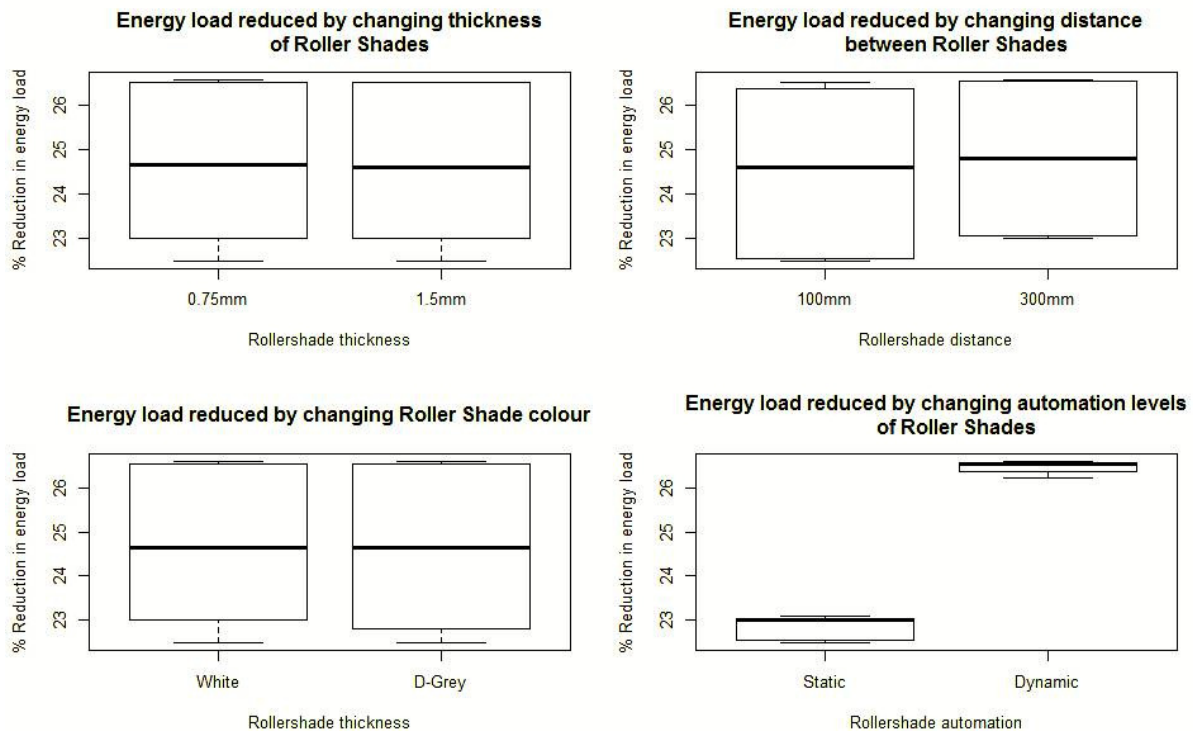 Energy load reduced by changing thickness
of Roller Shades
% Reduction in energy load
26
25
24
23
0.75mm 1.5mm
Rollershade thickness
Energy load reduced by changing distance
between Roller Shades
% Reduction in energy load
26
25
24
23
100mm 300mm
Rollershade distance
Energy load reduced by changing Roller Shade colour
% Reduction in energy load
26
25
24
23
White D-Grey
Rollershade thickness
Energy load reduced by changing automation levels
of Roller Shades
% Reduction in energy load
26
25
24
23
Static Dynamic
Rollershade automation